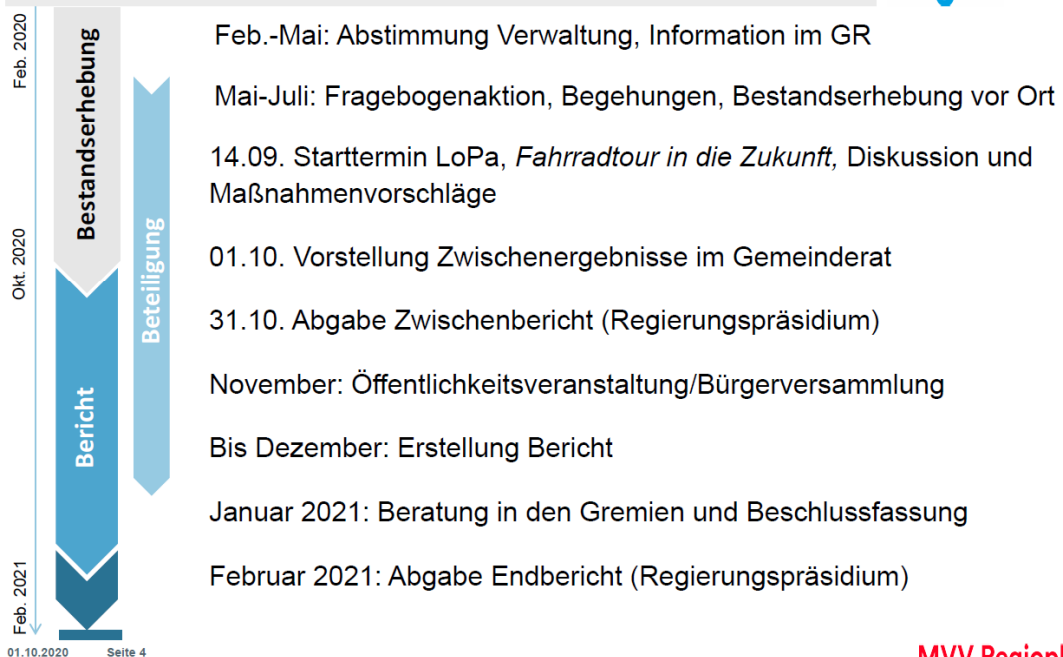 Feb. 2020
Okt. 2020
Feb. 2021
Bestandserhebung
Bericht
Beteiligung
Feb.-Mai: Abstimmung Verwaltung, Information im GR
Mai-Juli: Fragebogenaktion, Begehungen, Bestandserhebung vor Ort
14.09. Starttermin LoPa, Fahrradtour in die Zukunft, Diskussion und
Maßnahmenvorschläge
01.10. Vorstellung Zwischenergebnisse im Gemeinderat
31.10. Abgabe Zwischenbericht (Regierungspräsidium)
November: Öffentlichkeitsveranstaltung/Bürgerversammlung
Bis Dezember: Erstellung Bericht
Januar 2021: Beratung in den Gremien und Beschlussfassung
Februar 2021: Abgabe Endbericht (Regierungspräsidium)
01.10.2020 Seite 4
MVV